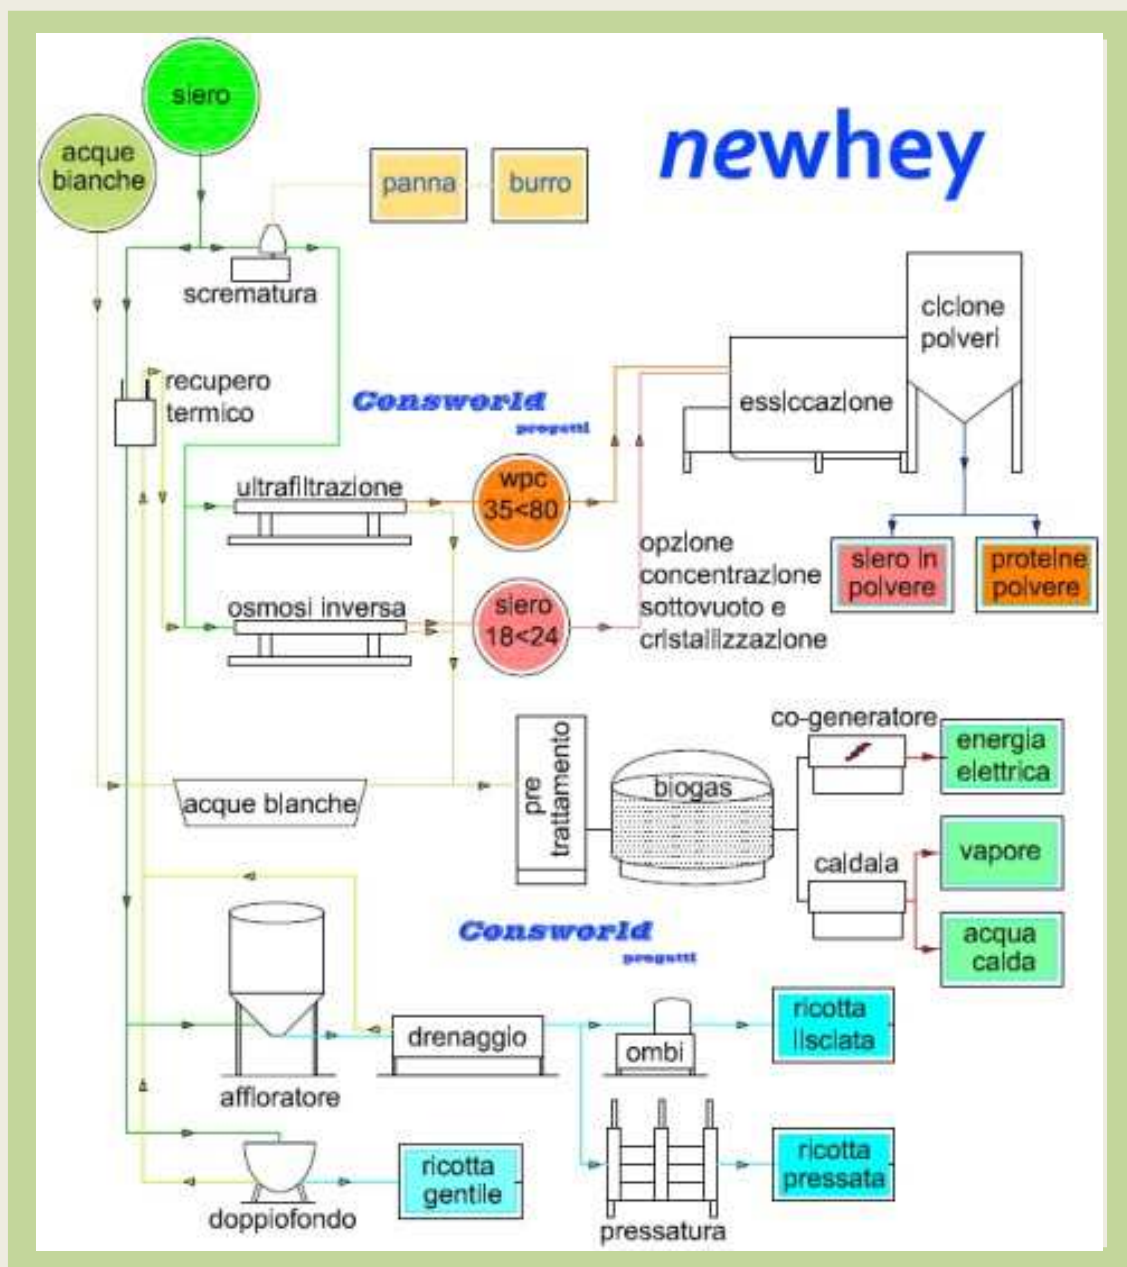 siero
acque
bianche
newhey
panna
burro
scrematura
ciclone
polveri
recupero
termico
Consworld
progetti
essiccazione
ultrafiltrazione
wpc
35<80
opzione
concentrazione
sottovuoto e
cristallizzazione
siero in
polvere
proteine
polvere
osmosi inversa
siero
18<24
co-generatore
energia
elettrica
pre
trattamento
biogas
acque bianche
vapore
caldaia
acqua
calda
Consworld
progetti
ricotta
lisciata
drenaggio
ombi
affioratore
ricotta
gentile
doppiofondo
ricotta
pressata
pressatura